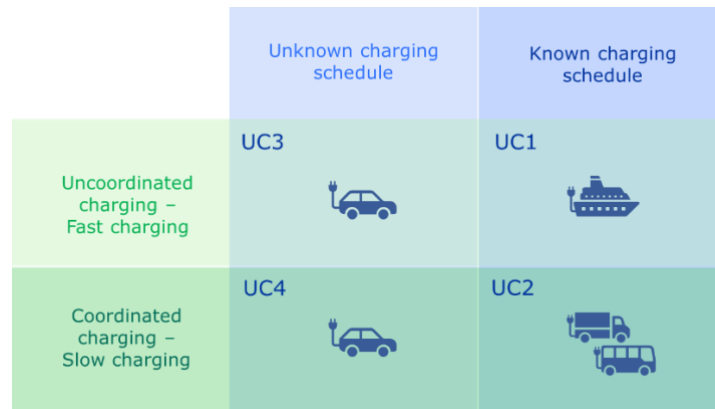 Unknown charging
schedule
Known charging
schedule
UC3
UC1
Uncoordinated
charging –
Fast charging
UC4
UC2
Coordinated
charging –
Slow charging